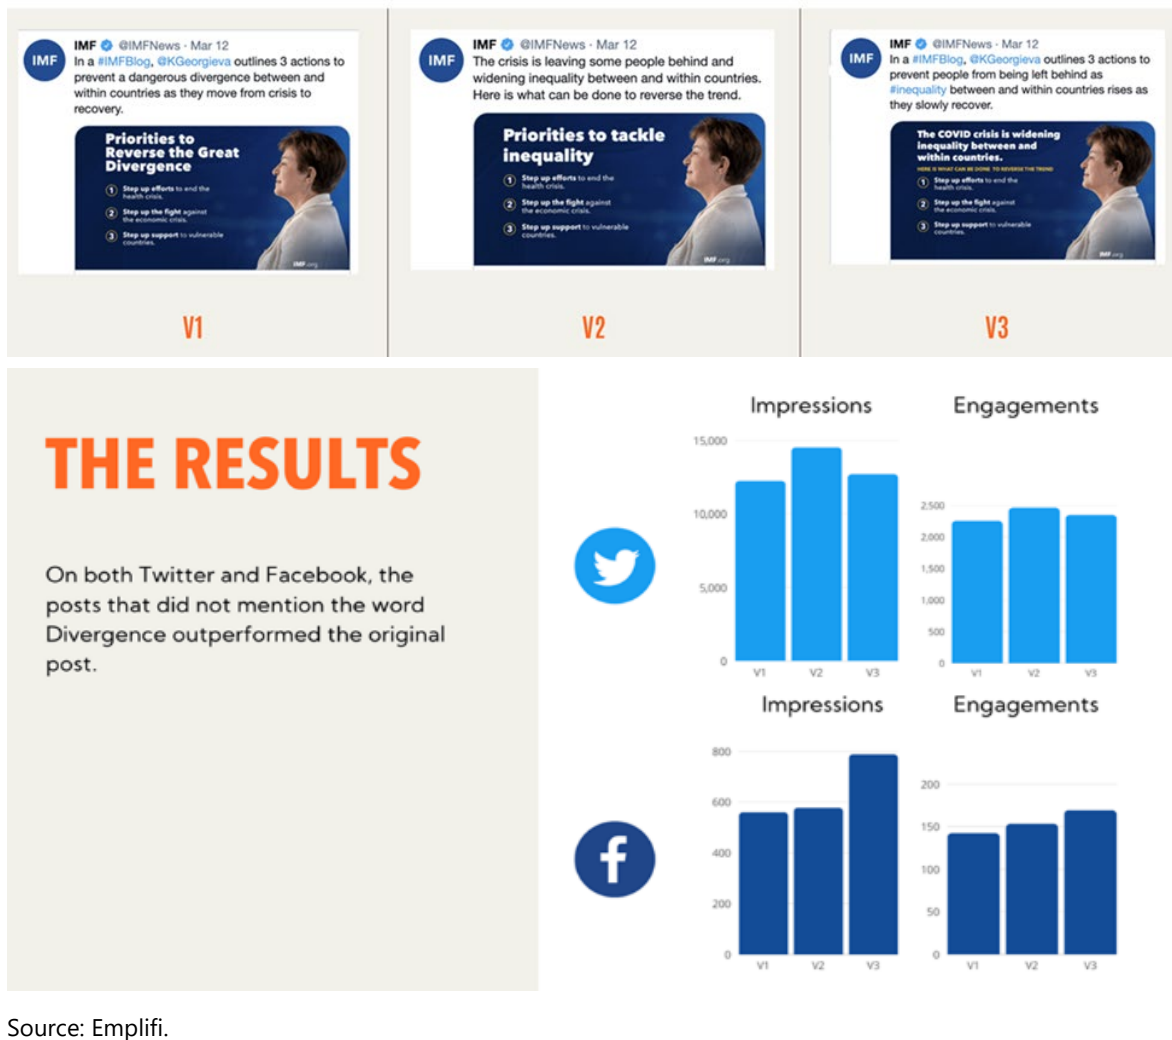 IMF @IMFNews · Mar 12
IMF
In a #IMFBlog, @KGeorgieva outlines 3 actions to
prevent a dangerous divergence between and
within countries as they move from crisis to
recovery.
Priorities to
Reverse the Great
Divergence
1 Step up efforts to end the
health crisis.
2 Step up the fight against
the economic crisis.
3 Step up support to vulnerable
countries.
IMF.org
V1
IMF @IMFNews · Mar 12
IMF
The crisis is leaving some people behind and
widening inequality between and within countries.
Here is what can be done to reverse the trend.
Priorities to tackle
inequality
1 Step up efforts to end the
health crisis.
2 Step up the fight against
the economic crisis.
3 Step up support to vulnerable
countries.
IMF.org
V2
IMF @IMFNews · Mar 12
IMF
In a #IMFBlog, @KGeorgieva outlines 3 actions to
prevent people from being left behind as
#inequality between and within countries rises as
they slowly recover.
The COVID crisis is widening
inequality between and
within countries.
HERE IS WHAT CAN BE DONE TO REVERSE THE TREND
1 Step up efforts to end the
health crisis.
2 Step up the fight against
the economic crisis.
3 Step up support to vulnerable
countries.
IMF.org
V3
THE RESULTS
On both Twitter and Facebook, the
posts that did not mention the word
Divergence outperformed the original
post.
Impressions
15,000
10,000
5,000
0
V1 V2 V3
Engagements
2,500
2,000
1,500
1,000
500
0
V1 V2 V3
Impressions
800
600
400
200
0
V1 V2 V3
Engagements
200
150
100
50
0
V1 V2 V3
Source: Emplifi.